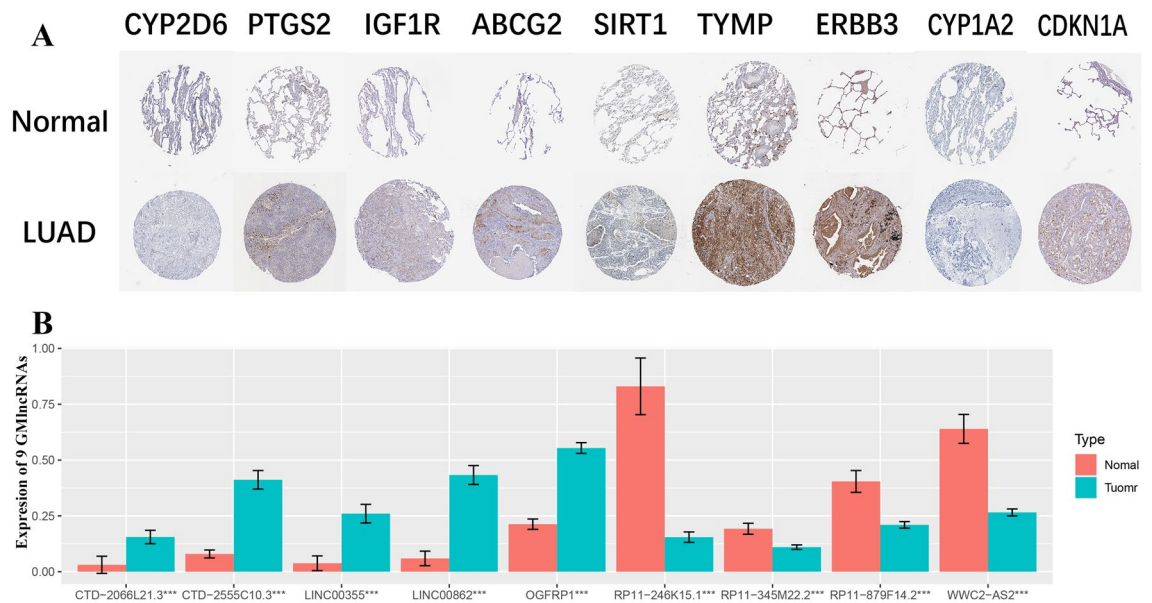 A
CYP2D6 PTGS2 IGF1R ABCG2 SIRT1 TYMP ERBB3 CYP1A2 CDKN1A
Normal
LUAD
B
Expresion of 9 GMlncRNAs
1.00
0.75
0.50
0.25
0.00
CTD-2066L21.3*** CTD-2555C10.3*** LINC00355*** LINC00862*** OGFRP1*** RP11-246K15.1*** RP11-345M22.2*** RP11-879F14.2*** WWC2-AS2***
Type
Nomal
Tuomr